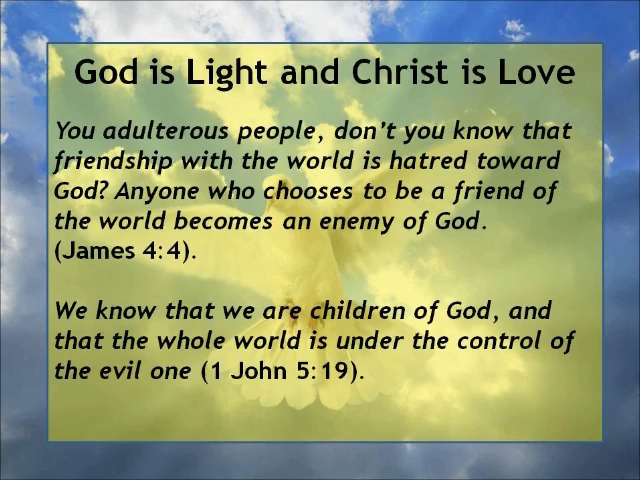 God is Light and Christ is Love
You adulterous people, don't you know that
friendship with the world is hatred toward
God? Anyone who chooses to be a friend of
the world becomes an enemy of God.
(James 4:4).
We know that we are children of God, and
that the whole world is under the control of
the evil one (1 John 5:19).